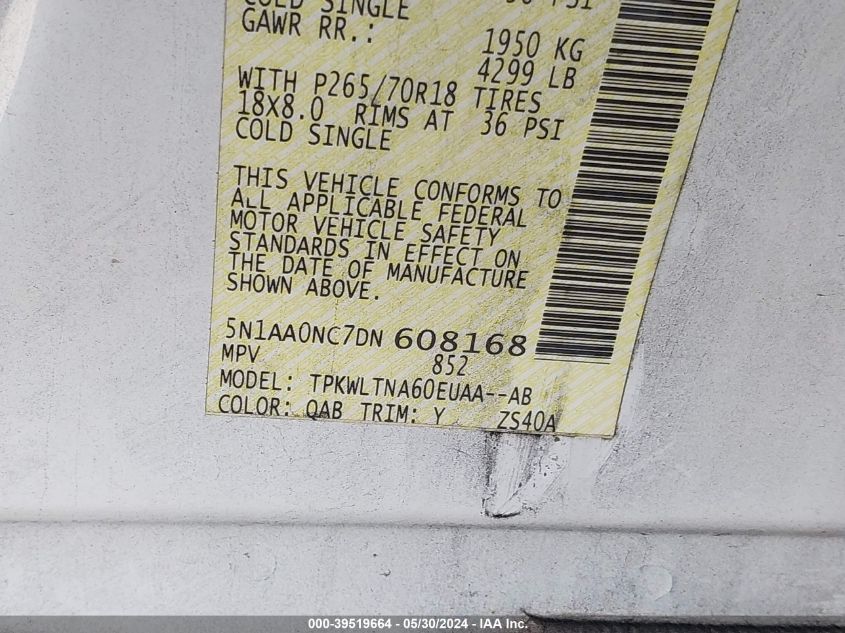 COLD SINGLE
GAWR RR.: 1950 KG
4299 LB
WITH P265/70R18 TIRES
18X8.0 RIMS AT 36 PSI
COLD SINGLE
THIS VEHICLE CONFORMS TO
ALL APPLICABLE FEDERAL
MOTOR VEHICLE SAFETY
STANDARDS IN EFFECT ON
THE DATE OF MANUFACTURE
SHOWN ABOVE.
5N1AA0NC7DN 608168
MPV 852
MODEL: TPKWLTNA60EUAA--AB
COLOR: QAB TRIM: Y ZS40A
000-39519664 - 05/30/2024 - IAA Inc.